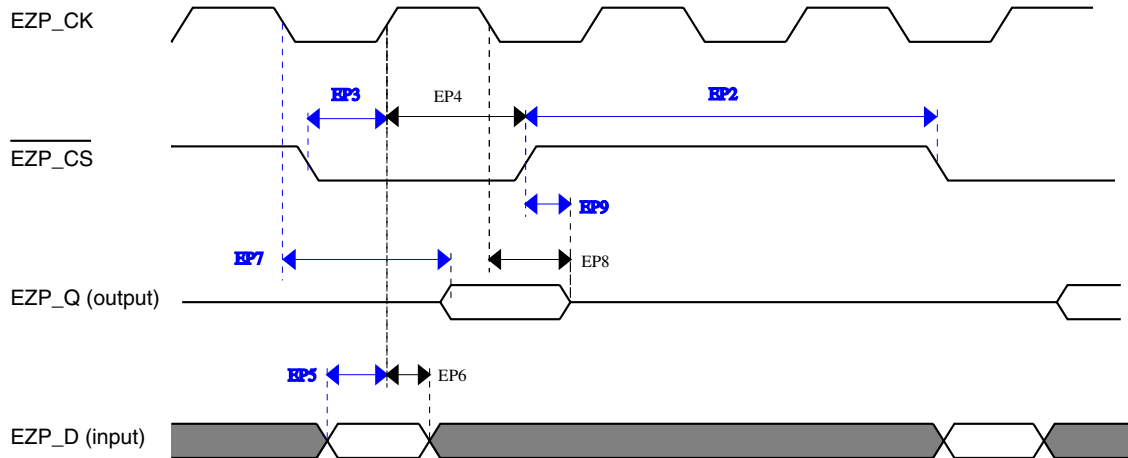 EZP_CK
EP3
EP4
EP2
EZP_CS
EP9
EP7
EP8
EZP_Q (output)
EP5
EP6
EZP_D (input)